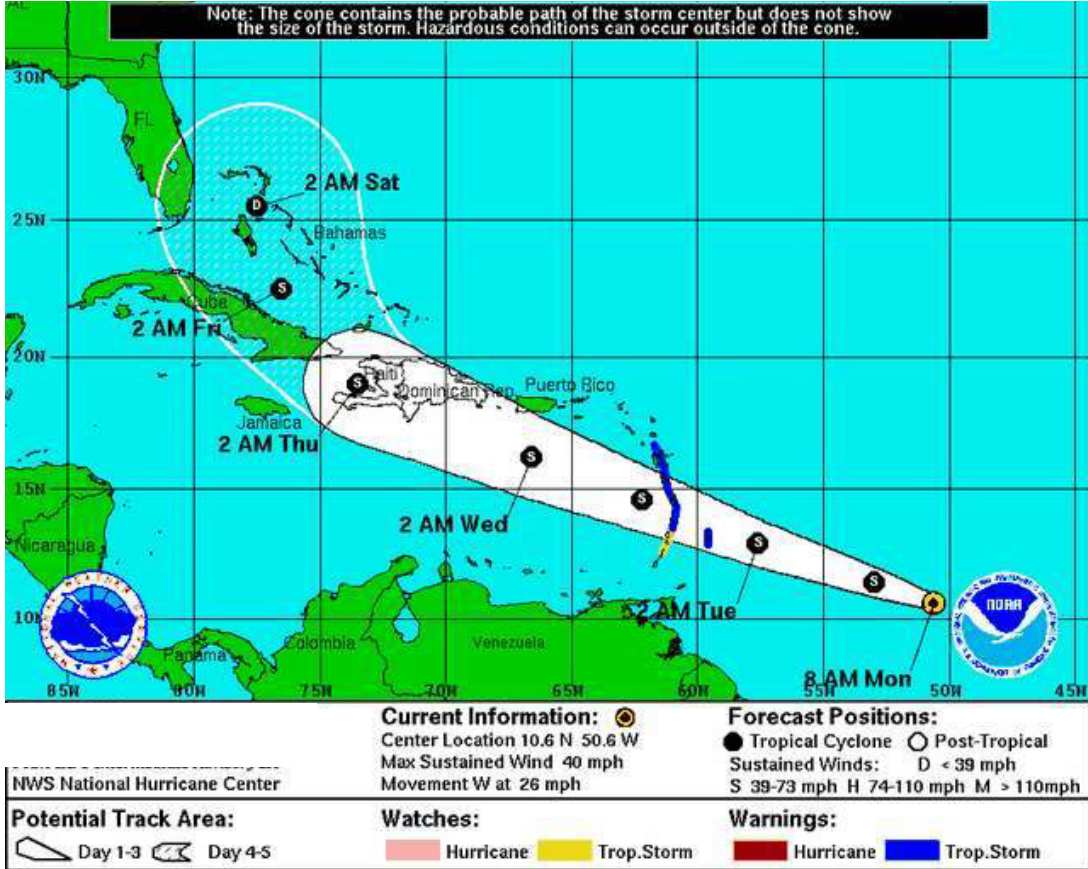 Note: The cone contains the probable path of the storm center but does not show
the size of the storm. Hazardous conditions can occur outside of the cone.
AL
30N
FL
2 AM Sat
D
25N
Bahamas
S
Cuba
2 AM Fri
20N
S
Haiti
Dominican Rep.
Puerto Rico
Jamaica
2 AM Thu
S
15N
S
2 AM Wed
S
Nicaragua
S
2 AM Tue
NOAA
10N
Colombia
Venezuela
Panama
8 AM Mon
85W
80W
75W
70W
65W
60W
55W
50W
45W
Current Information:
Center Location 10.6 N 50.6 W
Max Sustained Wind 40 mph
Movement W at 26 mph
Forecast Positions:
Tropical Cyclone Post-Tropical
Sustained Winds: D < 39 mph
S 39-73 mph H 74-110 mph M > 110mph
NWS National Hurricane Center
Potential Track Area:
Day 1-3 Day 4-5
Watches:
Hurricane Trop.Storm
Warnings:
Hurricane Trop.Storm